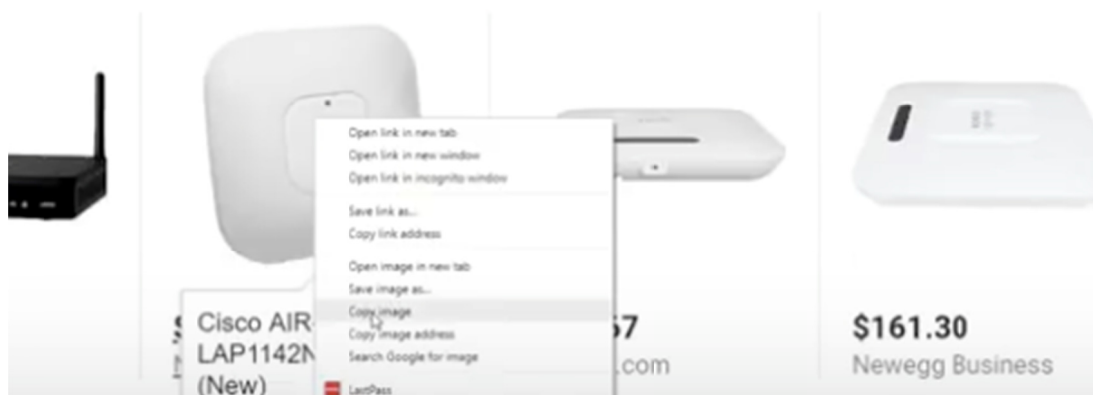 Open link in new tab
Open link in new window
Open link in incognito window
Save link as...
Copy link address
Open image in new tab
Save image as...
Copy image
Copy image address
Search Google for image
LastPass
Cisco AIR-
LAP1142N
(New)
67
.com
$161.30
Newegg Business